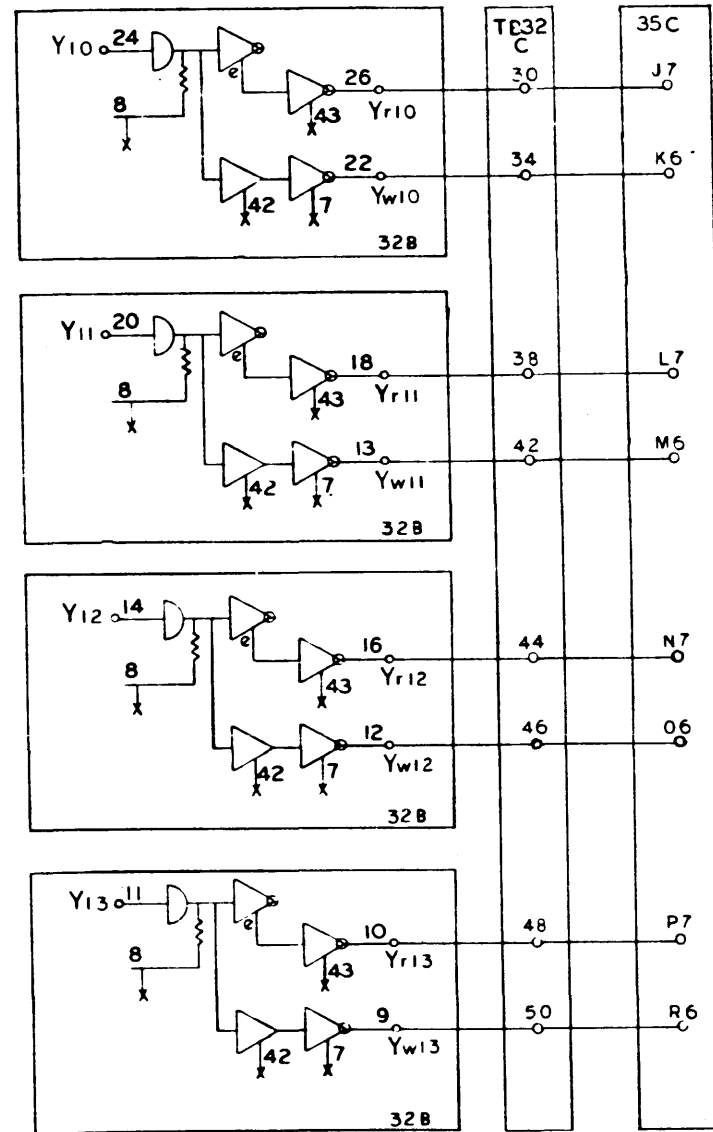 TB32 35C
C
Y10 24 26 30 J7
e Yr10
8 43
22 34 K6
42 7 Yw10
32B
Y11 20 18 38 L7
e Yr11
8 43
13 42 M6
42 7 Yw11
32B
Y12 14 16 44 N7
e Yr12
8 43
12 46 O6
42 7 Yw12
32B
Y13 11 10 48 P7
e Yr13
8 43
9 50 R6
42 7 Yw13
32B